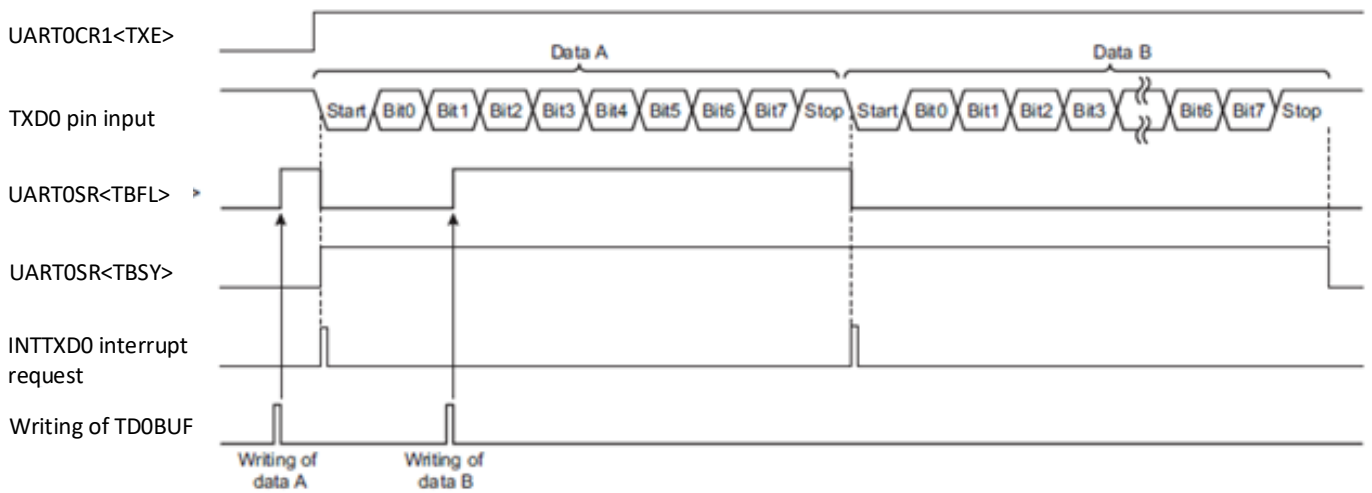 UART0CR1<TXE>
Data A
Data B
TXD0 pin input
Start Bit0 Bit1 Bit2 Bit3 Bit4 Bit5 Bit6 Bit7 Stop Start Bit0 Bit1 Bit2 Bit3 Bit6 Bit7 Stop
UART0SR<TBFL> >
UART0SR<TBSY>
INTTXD0 interrupt
request
Writing of TD0BUF
Writing of
data A
Writing of
data B